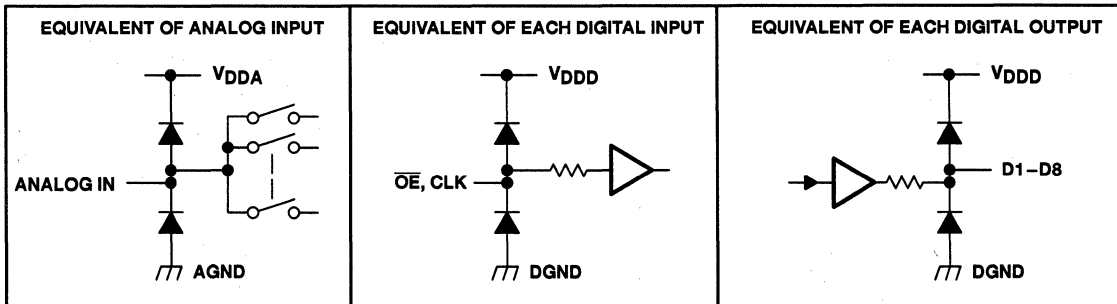 EQUIVALENT OF ANALOG INPUT
VDDA
ANALOG IN
AGND
EQUIVALENT OF EACH DIGITAL INPUT
VDDD
O̅E̅, CLK
DGND
EQUIVALENT OF EACH DIGITAL OUTPUT
VDDD
D1–D8
DGND